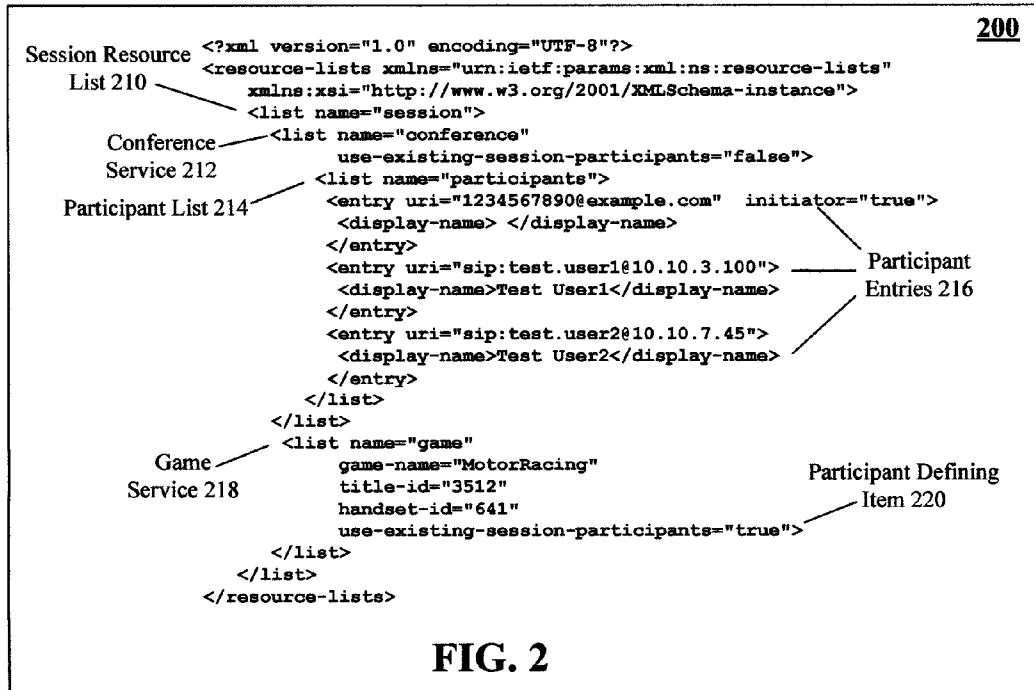 200
<?xml version="1.0" encoding="UTF-8"?>
Session Resource
List 210
<resource-lists xmlns="urn:ietf:params:xml:ns:resource-lists"
xmlns:xsi="http://www.w3.org/2001/XMLSchema-instance">
<list name="session">
Conference
Service 212
<list name="conference"
use-existing-session-participants="false">
Participant List 214
<list name="participants">
<entry uri="1234567890@example.com" initiator="true">
<display-name> </display-name>
</entry>
<entry uri="sip:test.user1@10.10.3.100">
Participant
Entries 216
<display-name>Test User1</display-name>
</entry>
<entry uri="sip:test.user2@10.10.7.45">
<display-name>Test User2</display-name>
</entry>
</list>
</list>
Game
Service 218
<list name="game"
game-name="MotorRacing"
title-id="3512"
handset-id="641"
Participant Defining
Item 220
use-existing-session-participants="true">
</list>
</list>
</resource-lists>
FIG. 2